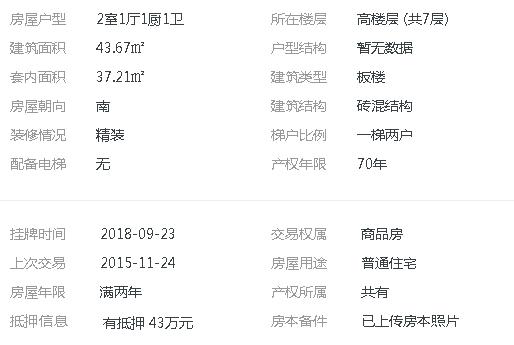 房屋户型 2室1厅1厨1卫 所在楼层 高楼层 (共7层)
建筑面积 43.67㎡ 户型结构 暂无数据
套内面积 37.21㎡ 建筑类型 板楼
房屋朝向 南 建筑结构 砖混结构
装修情况 精装 梯户比例 一梯两户
配备电梯 无 产权年限 70年
挂牌时间 2018-09-23 交易权属 商品房
上次交易 2015-11-24 房屋用途 普通住宅
房屋年限 满两年 产权所属 共有
抵押信息 有抵押 43万元 房本备件 已上传房本照片